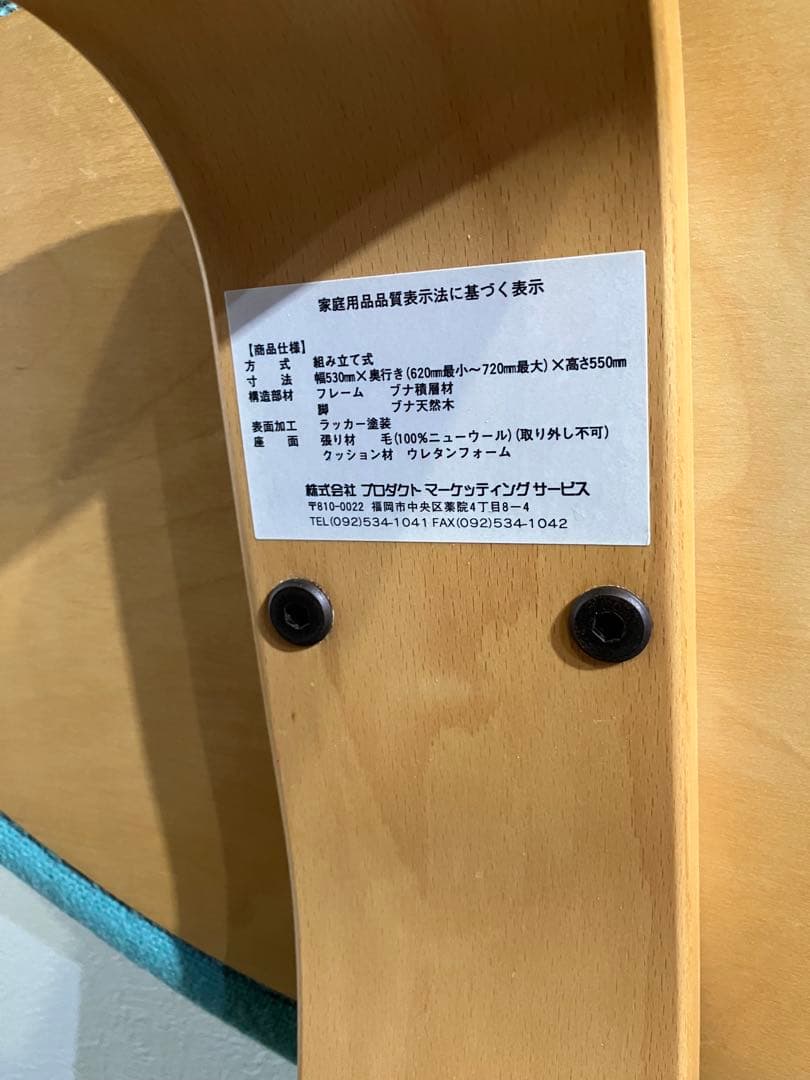 家庭用品品質表示法に基づく表示
【商品仕様】
方 式 組み立て式
寸 法 幅530㎜×奥行き(620㎜最小～720㎜最大)×高さ550㎜
構造部材 フレーム ブナ積層材
脚 ブナ天然木
表面加工 ラッカー塗装
座 面 張り材 毛(100%ニューウール)(取り外し不可)
クッション材 ウレタンフォーム
株式会社 プロダクト マーケッティング サービス
〒810-0022 福岡市中央区薬院4丁目8−4
TEL(092)534-1041 FAX(092)534-1042